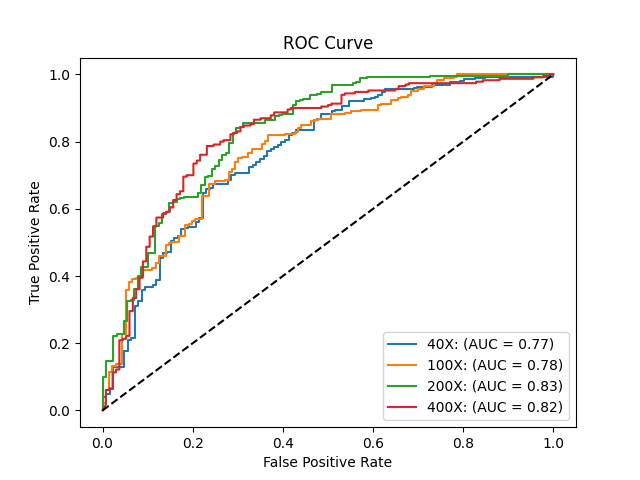 ROC Curve
True Positive Rate
1.0
0.8
0.6
0.4
0.2
0.0
0.0 0.2 0.4 0.6 0.8 1.0
False Positive Rate
40X: (AUC = 0.77)
100X: (AUC = 0.78)
200X: (AUC = 0.83)
400X: (AUC = 0.82)